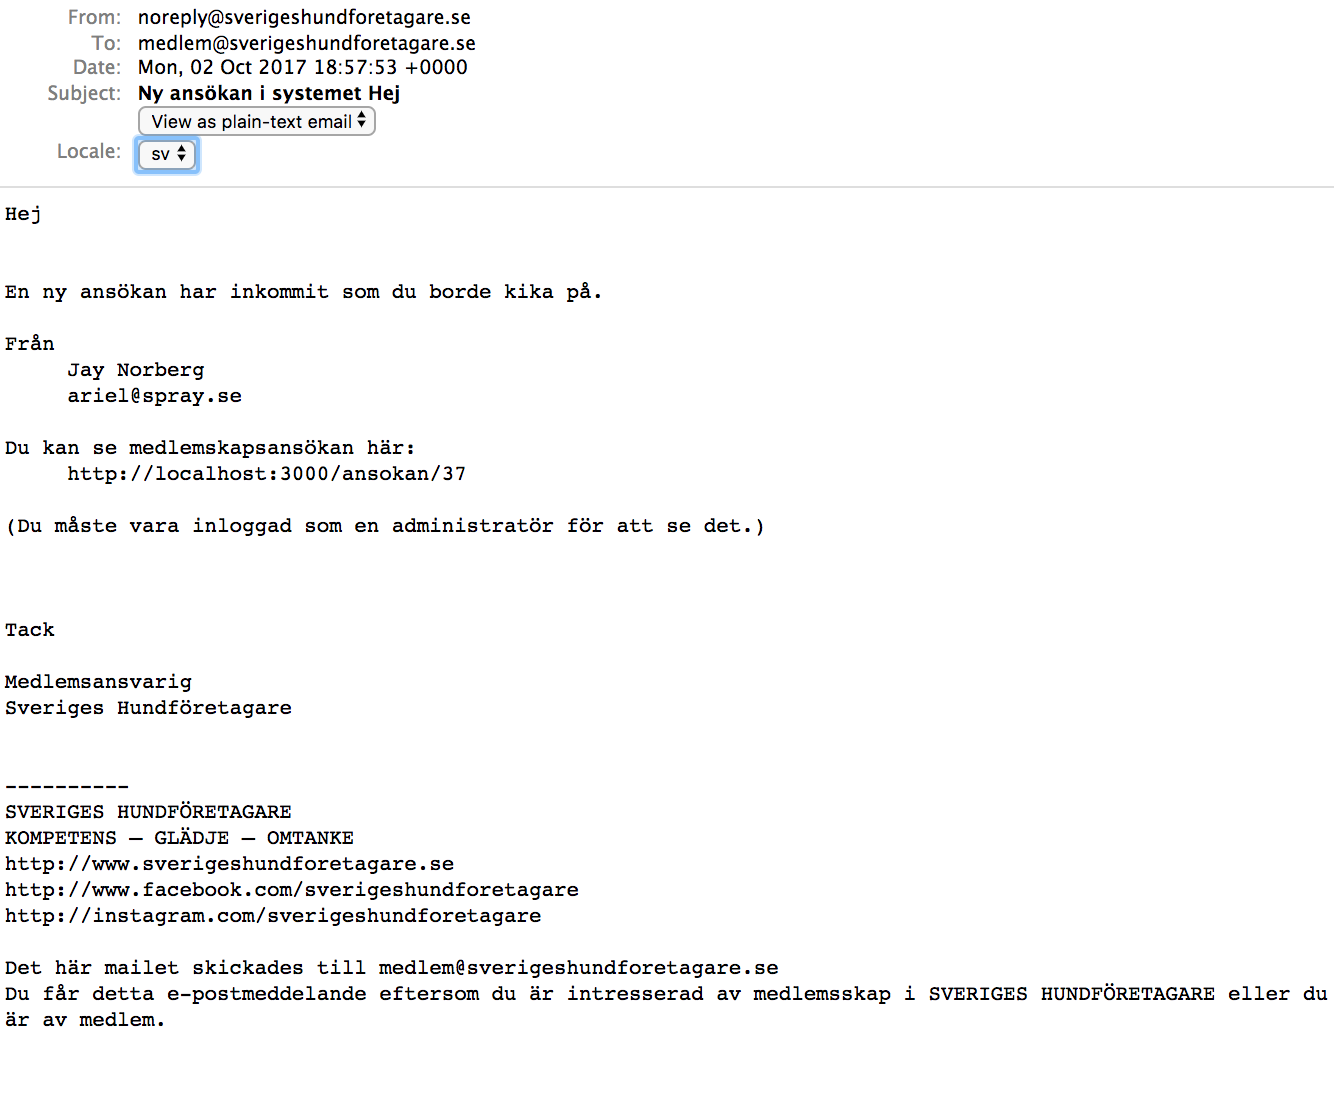 From: noreply@sverigeshundforetagare.se
To: medlem@sverigeshundforetagare.se
Date: Mon, 02 Oct 2017 18:57:53 +0000
Subject: Ny ansökan i systemet Hej
View as plain-text email
Locale: sv
Hej
En ny ansökan har inkommit som du borde kika på.
Från
Jay Norberg
ariel@spray.se
Du kan se medlemskapsansökan här:
http://localhost:3000/ansokan/37
(Du måste vara inloggad som en administratör för att se det.)
Tack
Medlemsansvarig
Sveriges Hundföretagare
----------
SVERIGES HUNDFÖRETAGARE
KOMPETENS – GLÄDJE – OMTANKE
http://www.sverigeshundforetagare.se
http://www.facebook.com/sverigeshundforetagare
http://instagram.com/sverigeshundforetagare
Det här mailet skickades till medlem@sverigeshundforetagare.se
Du får detta e-postmeddelande eftersom du är intresserad av medlemsskap i SVERIGES HUNDFÖRETAGARE eller du
är av medlem.